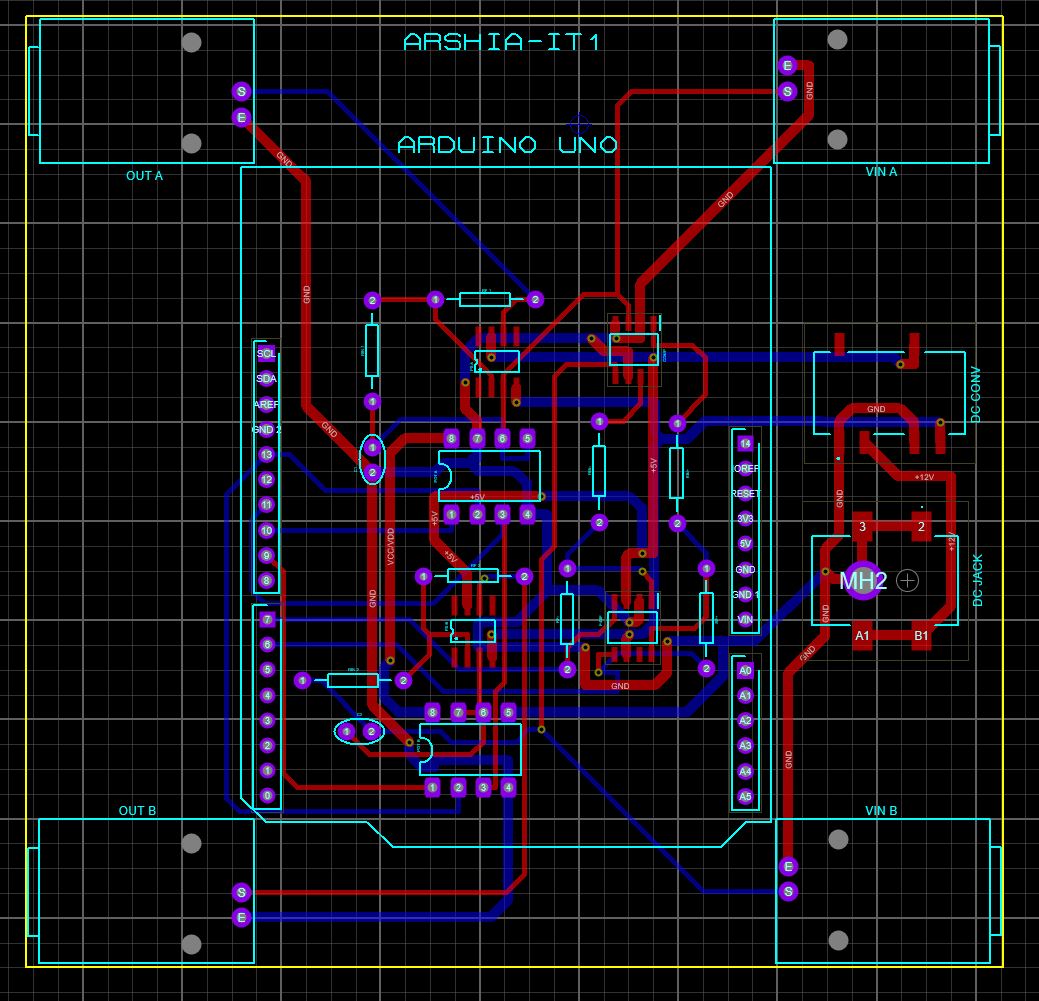 ARSHIA-IT1
E
S
S
GND
E
ARDUINO UNO
GND
OUT A
VIN A
GND
GND
2
1
2
SCL
SDA
1
DC CONV
AREF
GND
GND 2
GND
1
1
1
8
7
6
5
14
13
2
OREF
+5V
12
+12V
RESET
+5V
GND
11
1
2
3
4
3V3
+5V
2
2
3
2
10
5V
+12V
VCC/VDD
+5V
9
GND
1
1
8
1
2
MH2
DC JACK
GND
GND 1
GND
7
VIN
A1
B1
6
GND
5
2
2
A0
1
2
GND
4
A1
3
8
7
6
5
A2
2
1
2
A3
GND
1
A4
0
1
2
3
4
A5
OUT B
VIN B
E
S
S
E